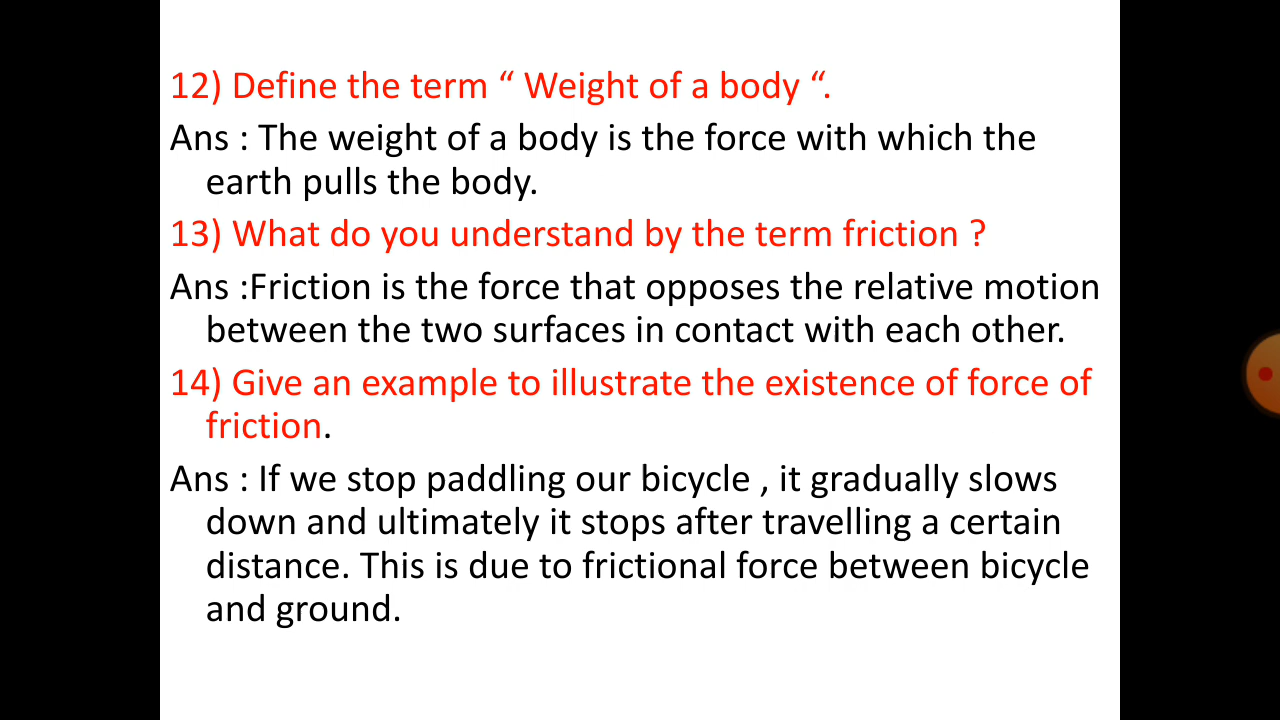 12) Define the term “ Weight of a body “.
Ans : The weight of a body is the force with which the
earth pulls the body.
13) What do you understand by the term friction ?
Ans :Friction is the force that opposes the relative motion
between the two surfaces in contact with each other.
14) Give an example to illustrate the existence of force of
friction.
Ans : If we stop paddling our bicycle , it gradually slows
down and ultimately it stops after travelling a certain
distance. This is due to frictional force between bicycle
and ground.